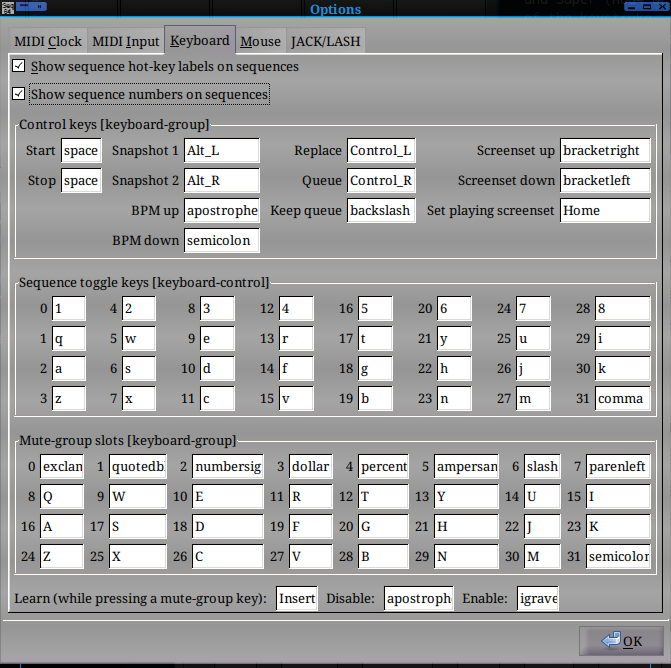 Options
MIDI Clock MIDI Input Keyboard Mouse JACK/LASH
Show sequence hot-key labels on sequences
Show sequence numbers on sequences
Control keys [keyboard-group]
Start space Snapshot 1 Alt_L Replace Control_L Screenset up bracketright
Stop space Snapshot 2 Alt_R Queue Control_R Screenset down bracketleft
BPM up apostrophe Keep queue backslash Set playing screenset Home
BPM down semicolon
Sequence toggle keys [keyboard-control]
0 1 4 2 8 3 12 4 16 5 20 6 24 7 28 8
1 q 5 w 9 e 13 r 17 t 21 y 25 u 29 i
2 a 6 s 10 d 14 f 18 g 22 h 26 j 30 k
3 z 7 x 11 c 15 v 19 b 23 n 27 m 31 comma
Mute-group slots [keyboard-group]
0 exclan 1 quotedb 2 numbersig 3 dollar 4 percent 5 ampersan 6 slash 7 parenleft
8 Q 9 W 10 E 11 R 12 T 13 Y 14 U 15 I
16 A 17 S 18 D 19 F 20 G 21 H 22 J 23 K
24 Z 25 X 26 C 27 V 28 B 29 N 30 M 31 semicolon
Learn (while pressing a mute-group key): Insert Disable: apostroph Enable: igrave
OK